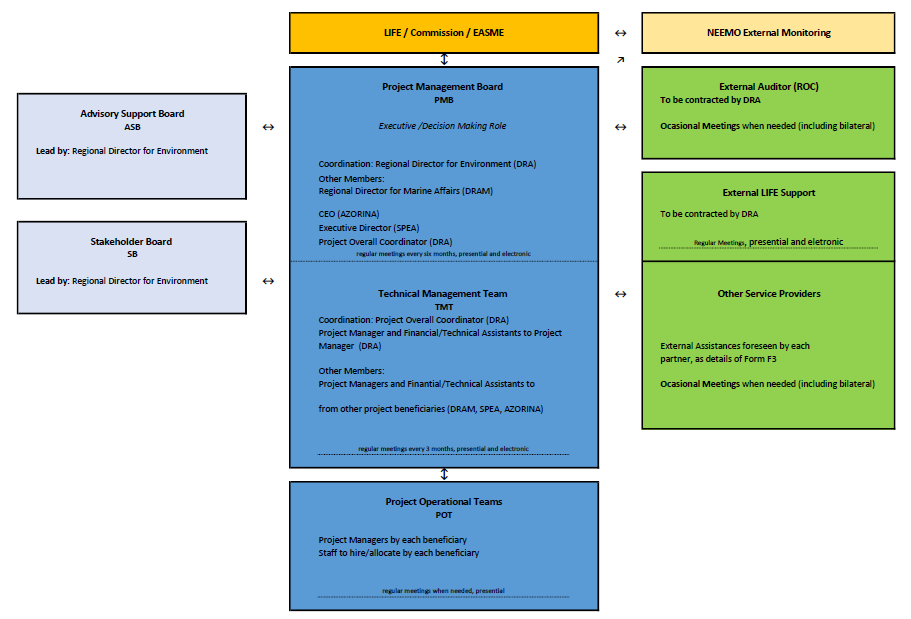 LIFE / Commission / EASME
↔
NEEMO External Monitoring
↕
↗
Advisory Support Board
ASB
Lead by: Regional Director for Environment
↔
Stakeholder Board
SB
Lead by: Regional Director for Environment
↔
Project Management Board
PMB
Executive /Decision Making Role
Coordination: Regional Director for Environment (DRA)
Other Members:
Regional Director for Marine Affairs (DRAM)
CEO (AZORINA)
Executive Director (SPEA)
Project Overall Coordinator (DRA)
regular meetings every six months, presential and electronic
Technical Management Team
TMT
Coordination: Project Overall Coordinator (DRA)
Project Manager and Financial/Technical Assistants to Project
Manager (DRA)
Other Members:
Project Managers and Finantial/Technical Assistants to
from other project beneficiaries (DRAM, SPEA, AZORINA)
regular meetings every 3 months, presential and electronic
↕
Project Operational Teams
POT
Project Managers by each beneficiary
Staff to hire/allocate by each beneficiary
regular meetings when needed, presential
↔
External Auditor (ROC)
To be contracted by DRA
Ocasional Meetings when needed (including bilateral)
External LIFE Support
To be contracted by DRA
Regular Meetings, presential and eletronic
↔
Other Service Providers
External Assistances foreseen by each
partner, as details of Form F3
Ocasional Meetings when needed (including bilateral)